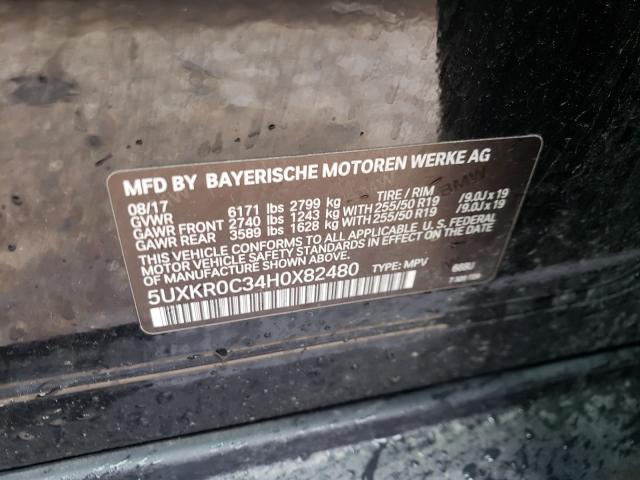 MFD BY BAYERISCHE MOTOREN WERKE AG
08/17 TIRE / RIM
GVWR 6171 lbs 2799 kg
GAWR FRONT 2740 lbs 1243 kg WITH 255/50 R19 /9.0J x 19
GAWR REAR 3589 lbs 1628 kg WITH 255/50 R19 /9.0J x 19
THIS VEHICLE CONFORMS TO ALL APPLICABLE U.S. FEDERAL
MOTOR VEHICLE SAFETY STANDARDS IN EFFECT ON THE DATE
OF MANUFACTURE SHOWN ABOVE.
5UXKR0C34H0X82480 TYPE: MPV